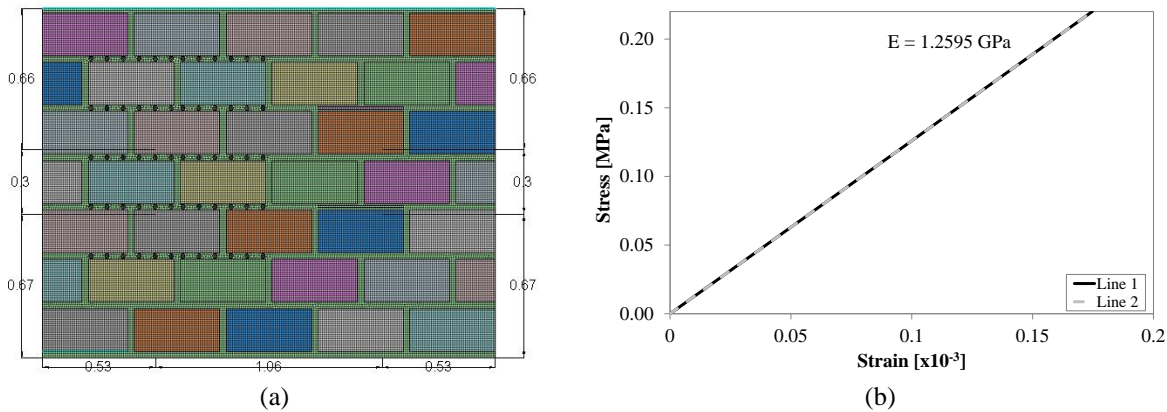 0.66
0.66
0.3
0.3
0.67
0.67
0.53
1.06
0.53
(a)
E = 1.2595 GPa
Stress [MPa]
0.20
0.15
0.10
0.05
0.00
0
0.05
0.1
0.15
0.2
Strain [x10-3]
Line 1
Line 2
(b)